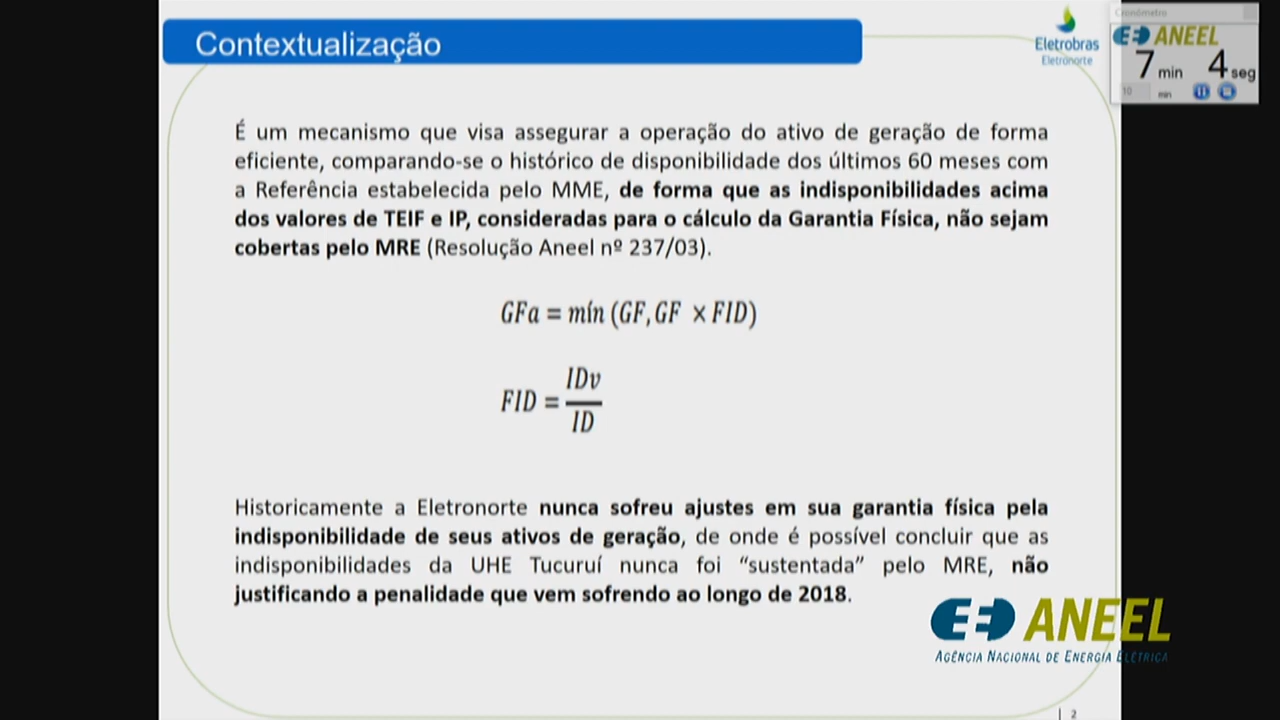 Contextualização
Eletrobras
Eletronorte
Cronômetro
ANEEL
7 min 4 seg
10 min
É um mecanismo que visa assegurar a operação do ativo de geração de forma
eficiente, comparando-se o histórico de disponibilidade dos últimos 60 meses com
a Referência estabelecida pelo MME, de forma que as indisponibilidades acima
dos valores de TEIF e IP, consideradas para o cálculo da Garantia Física, não sejam
cobertas pelo MRE (Resolução Aneel nº 237/03).
GFa = mín (GF, GF × FID)
FID = IDv / ID
Historicamente a Eletronorte nunca sofreu ajustes em sua garantia física pela
indisponibilidade de seus ativos de geração, de onde é possível concluir que as
indisponibilidades da UHE Tucuruí nunca foi “sustentada” pelo MRE, não
justificando a penalidade que vem sofrendo ao longo de 2018.
ANEEL
AGÊNCIA NACIONAL DE ENERGIA ELÉTRICA
2